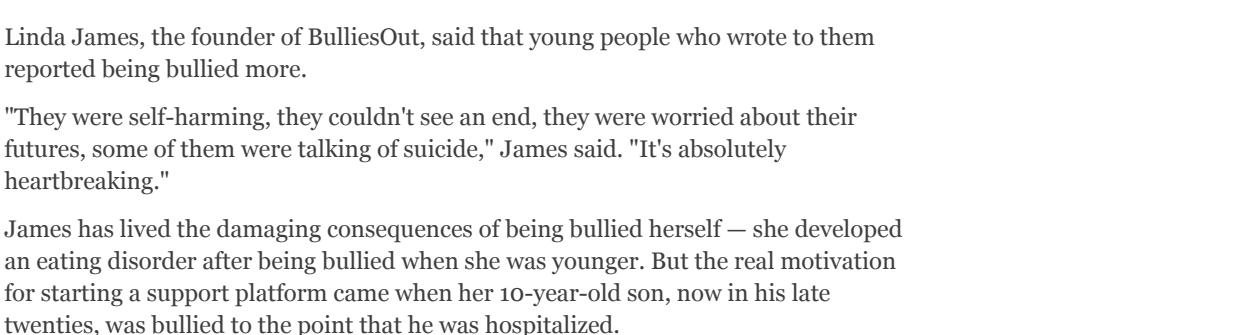 Linda James, the founder of BulliesOut, said that young people who wrote to them
reported being bullied more.
"They were self-harming, they couldn't see an end, they were worried about their
futures, some of them were talking of suicide," James said. "It's absolutely
heartbreaking."
James has lived the damaging consequences of being bullied herself — she developed
an eating disorder after being bullied when she was younger. But the real motivation
for starting a support platform came when her 10-year-old son, now in his late
twenties, was bullied to the point that he was hospitalized.